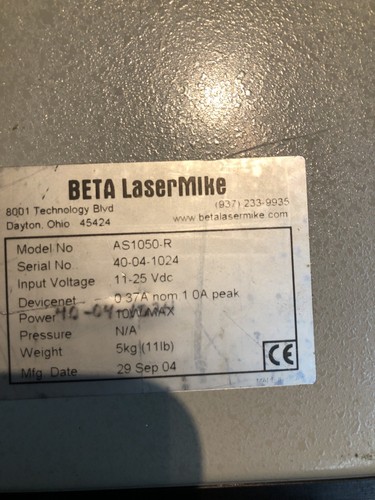 BETA LaserMike
8001 Technology Blvd (937) 233-9935
Dayton, Ohio 45424 www.betalasermike.com
Model No AS1050-R
Serial No 40-04-1024
Input Voltage 11-25 Vdc
Devicenet 0.37A nom 1.0A peak
Power 10W MAX
Pressure N/A
Weight 5kg (11lb)
Mfg. Date 29 Sep 04
CE